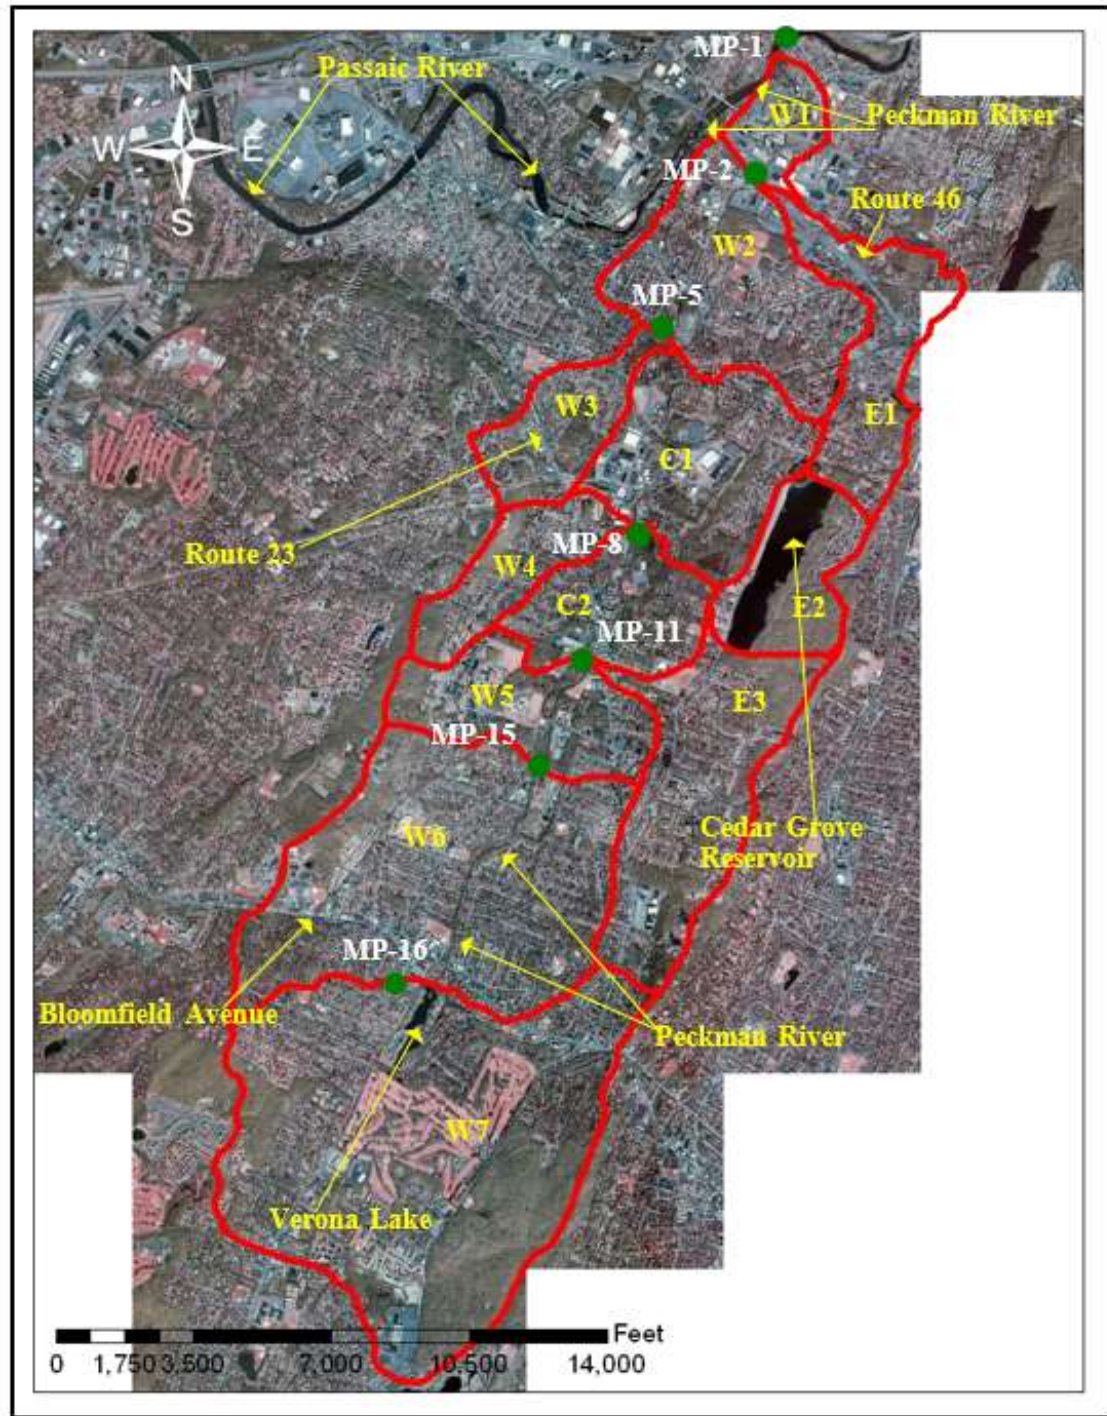 MP-1
Passaic River
N
W1
Peckman River
W E
MP-2
Route 46
S
W2
MP-5
W3
E1
C1
Route 23
MP-8
W4
C2
E2
MP-11
W5
E3
MP-15
W6
Cedar Grove
Reservoir
MP-16
Bloomfield Avenue
Peckman River
W7
Verona Lake
Feet
0 1,750 3,500 7,000 10,500 14,000